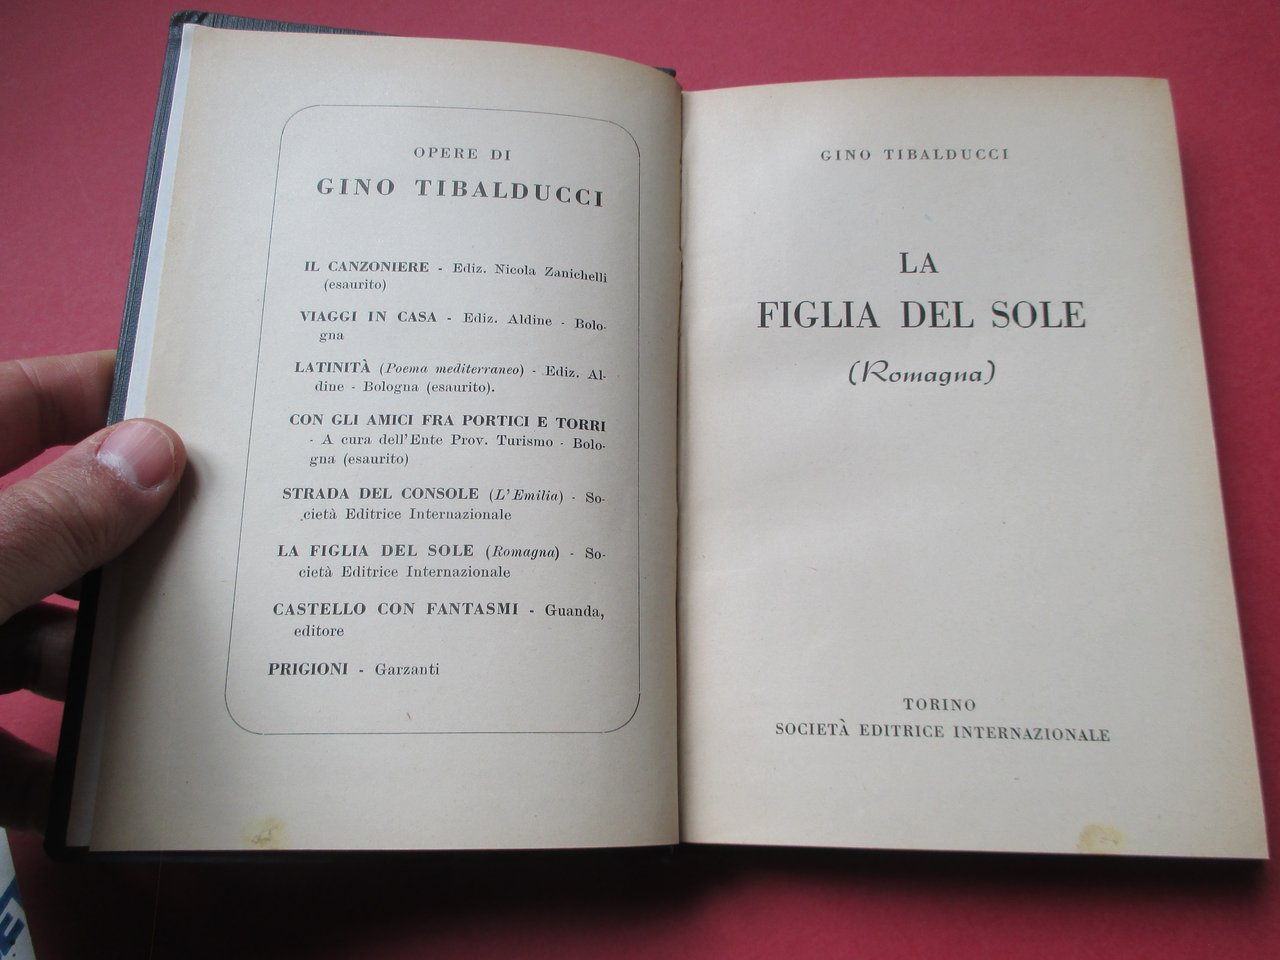 OPERE DI
GINO TIBALDUCCI
IL CANZONIERE - Ediz. Nicola Zanichelli
(esaurito)
VIAGGI IN CASA - Ediz. Aldine - Bolo-
gna
LATINITÀ (Poema mediterraneo) - Ediz. Al-
dine - Bologna (esaurito).
CON GLI AMICI FRA PORTICI E TORRI
- A cura dell'Ente Prov. Turismo - Bolo-
gna (esaurito)
STRADA DEL CONSOLE (L'Emilia) - So-
cietà Editrice Internazionale
LA FIGLIA DEL SOLE (Romagna) - So-
cietà Editrice Internazionale
CASTELLO CON FANTASMI - Guanda,
editore
PRIGIONI - Garzanti
GINO TIBALDUCCI
LA
FIGLIA DEL SOLE
(Romagna)
TORINO
SOCIETÀ EDITRICE INTERNAZIONALE